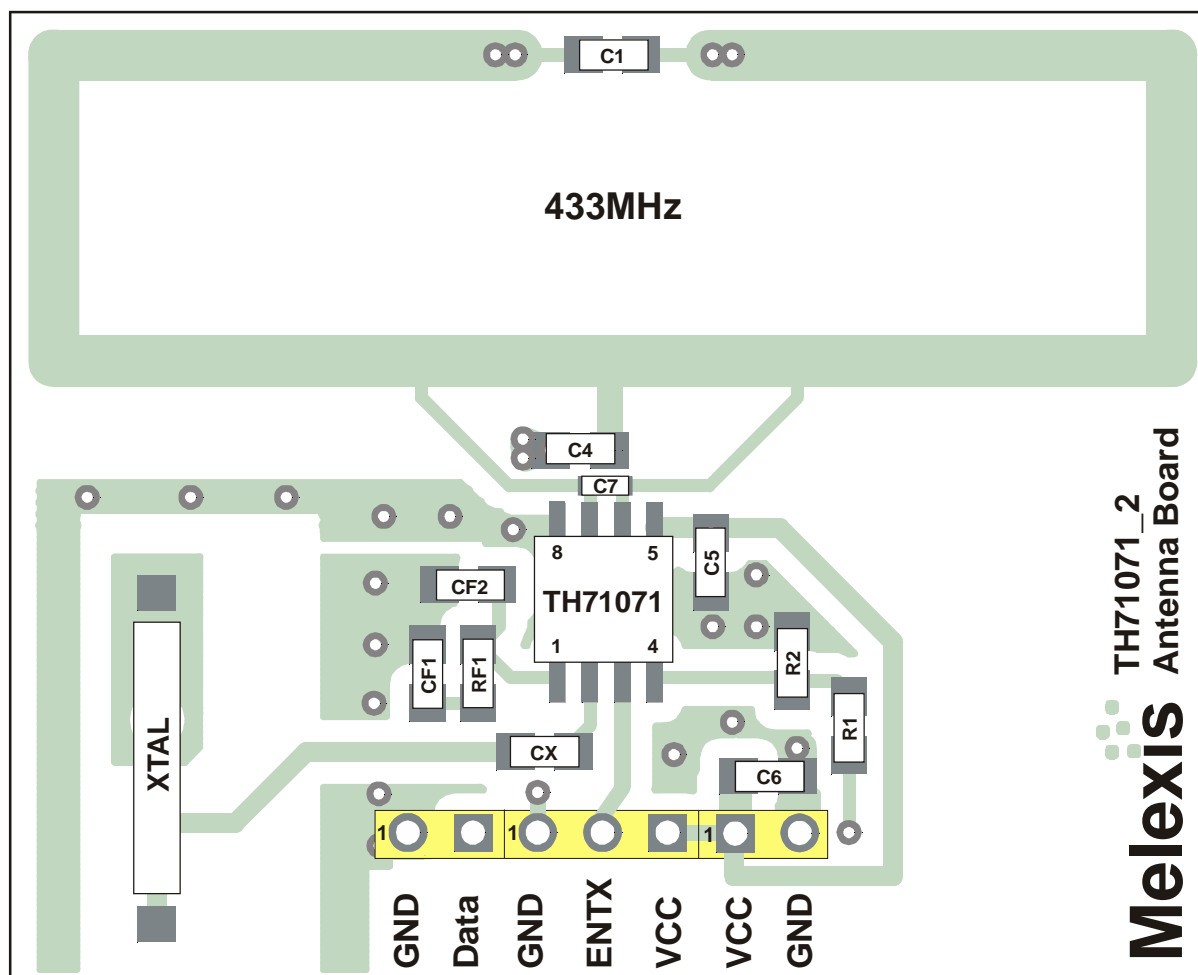 C1
433MHz
C4
C7
8
5
C5
CF2
TH71071
1
4
CF1
RF1
R2
R1
XTAL
CX
C6
1
1
1
GND
Data
GND
ENTX
VCC
VCC
GND
TH71071_2
Antenna Board
Melexis